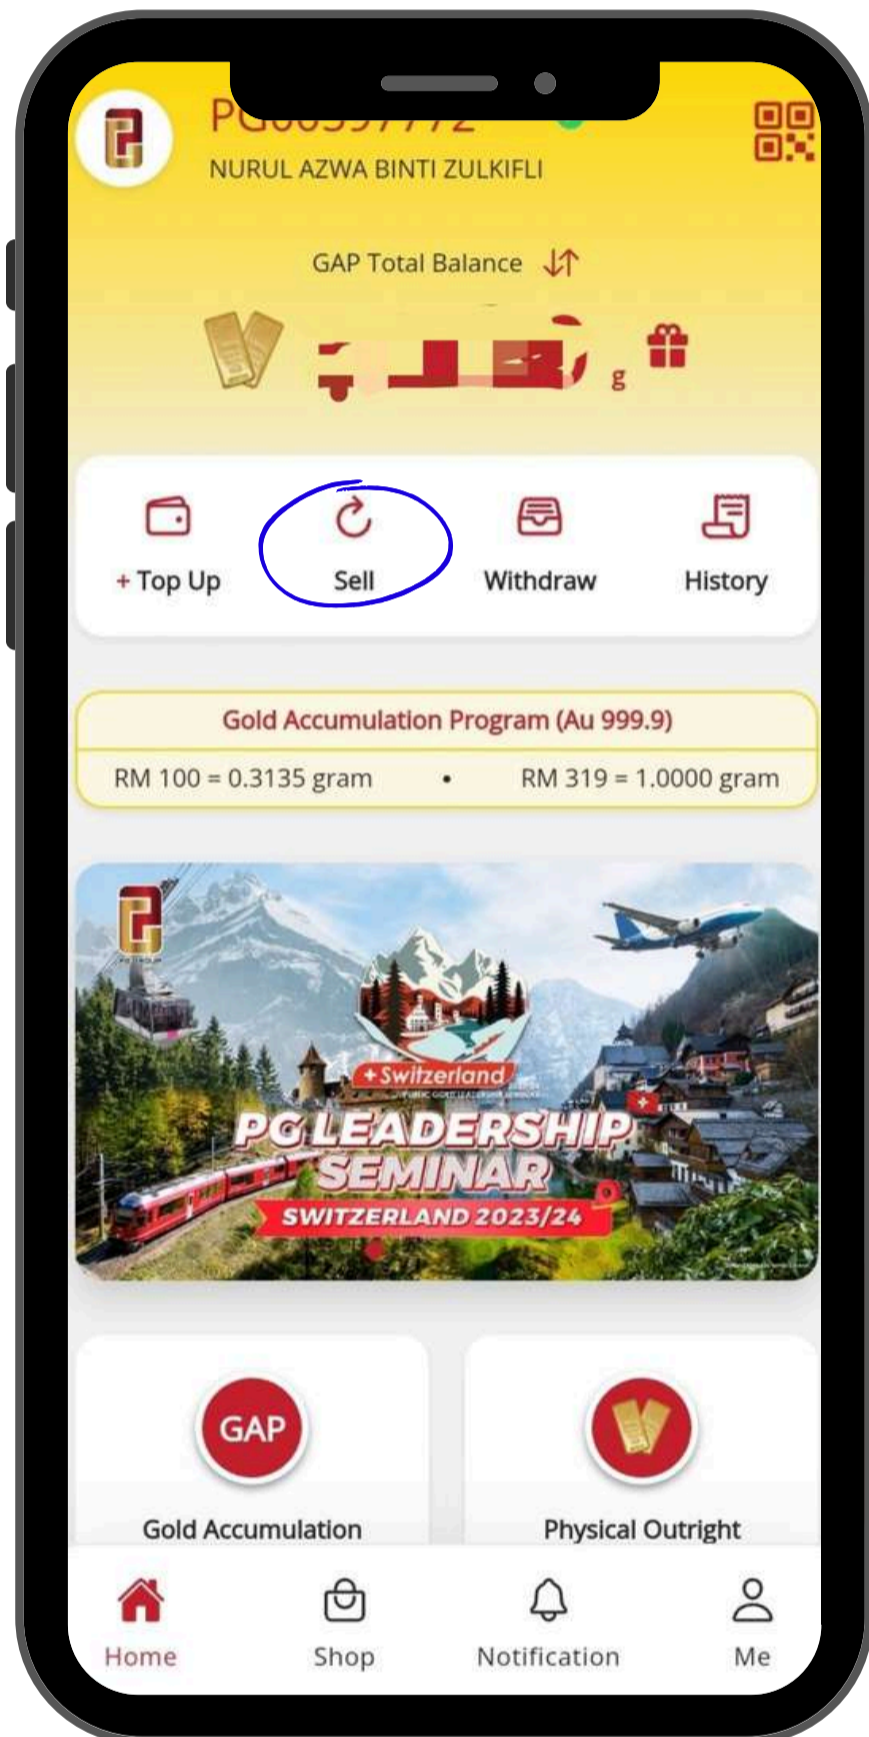 NURUL AZWA BINTI ZULKIFLI
GAP Total Balance
g
+ Top Up
Sell
Withdraw
History
Gold Accumulation Program (Au 999.9)
RM 100 = 0.3135 gram • RM 319 = 1.0000 gram
+Switzerland
PG LEADERSHIP
SEMINAR
SWITZERLAND 2023/24
GAP
Gold Accumulation
Physical Outright
Home
Shop
Notification
Me